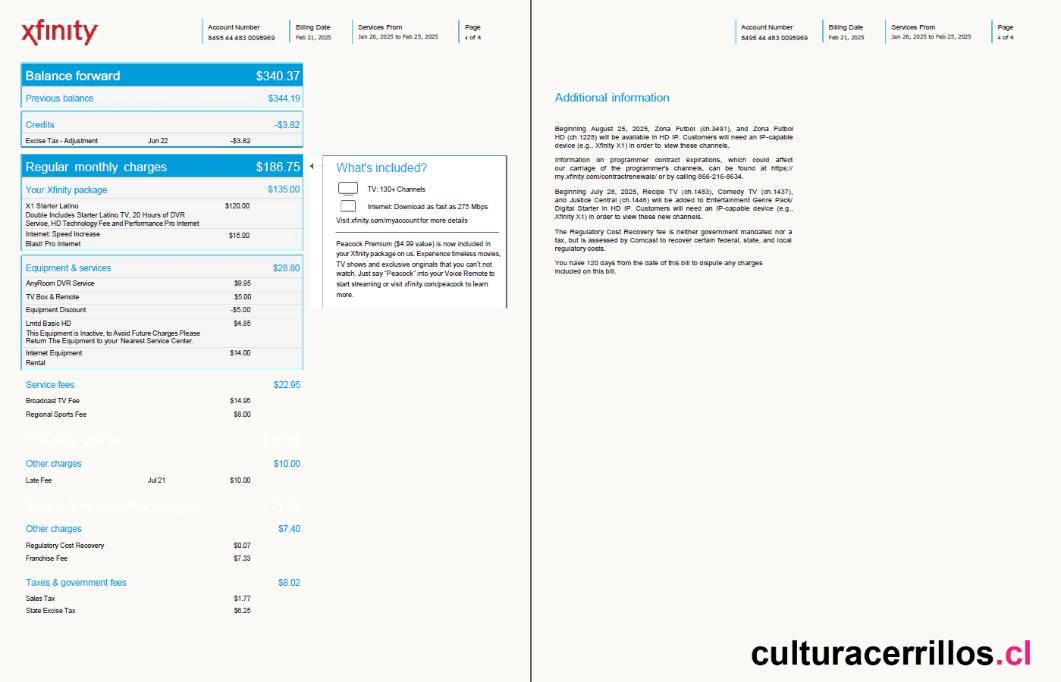 xfinity
Account Number
8495 44 483 0095969
Billing Date
Feb 21, 2025
Services From
Jan 26, 2025 to Feb 25, 2025
Page
4 of 4
Balance forward $340.37
Previous balance $344.19
Credits -$3.82
Excise Tax - Adjustment Jun 22 -$3.82
Regular monthly charges $186.75
Your Xfinity package $135.00
X1 Starter Latino $120.00
Double Includes Starter Latino TV, 20 Hours of DVR
Service, HD Technology Fee and Performance Pro Internet
Internet: Speed Increase $15.00
Blast! Pro Internet
Equipment & services $28.80
AnyRoom DVR Service $9.95
TV Box & Remote $5.00
Equipment Discount -$5.00
Lmtd Basic HD $4.85
This Equipment is Inactive, to Avoid Future Charges Please
Return The Equipment to your Nearest Service Center.
Internet Equipment $14.00
Rental
Service fees $22.95
Broadcast TV Fee $14.95
Regional Sports Fee $8.00
One-time charges $10.00
Other charges $10.00
Late Fee Jul 21 $10.00
Taxes, fees and other charges $15.42
Other charges $7.40
Regulatory Cost Recovery $0.07
Franchise Fee $7.33
Taxes & government fees $8.02
Sales Tax $1.77
State Excise Tax $6.25
What's included?
TV: 130+ Channels
Internet: Download as fast as 275 Mbps
Visit xfinity.com/myaccount for more details
Peacock Premium ($4.99 value) is now included in
your Xfinity package on us. Experience timeless movies,
TV shows and exclusive originals that you can't not
watch. Just say "Peacock" into your Voice Remote to
start streaming or visit xfinity.com/peacock to learn
more.
Account Number
8495 44 483 0095969
Billing Date
Feb 21, 2025
Services From
Jan 26, 2025 to Feb 25, 2025
Page
4 of 4
Additional information
Beginning August 25, 2025, Zona Futbol (ch.3491), and Zona Futbol
HD (ch.1225) will be available in HD IP. Customers will need an IP-capable
device (e.g., Xfinity X1) in order to view these channels.
Information on programmer contract expirations, which could affect
our carriage of the programmer's channels, can be found at https://
my.xfinity.com/contractrenewals/ or by calling 866-216-8634.
Beginning July 28, 2025, Recipe TV (ch.1483), Comedy TV (ch.1437),
and Justice Central (ch.1446) will be added to Entertainment Genre Pack/
Digital Starter in HD IP. Customers will need an IP-capable device (e.g.,
Xfinity X1) in order to view these new channels.
The Regulatory Cost Recovery fee is neither government mandated nor a
tax, but is assessed by Comcast to recover certain federal, state, and local
regulatory costs.
You have 120 days from the date of this bill to dispute any charges
included on this bill.
culturacerrillos.cl